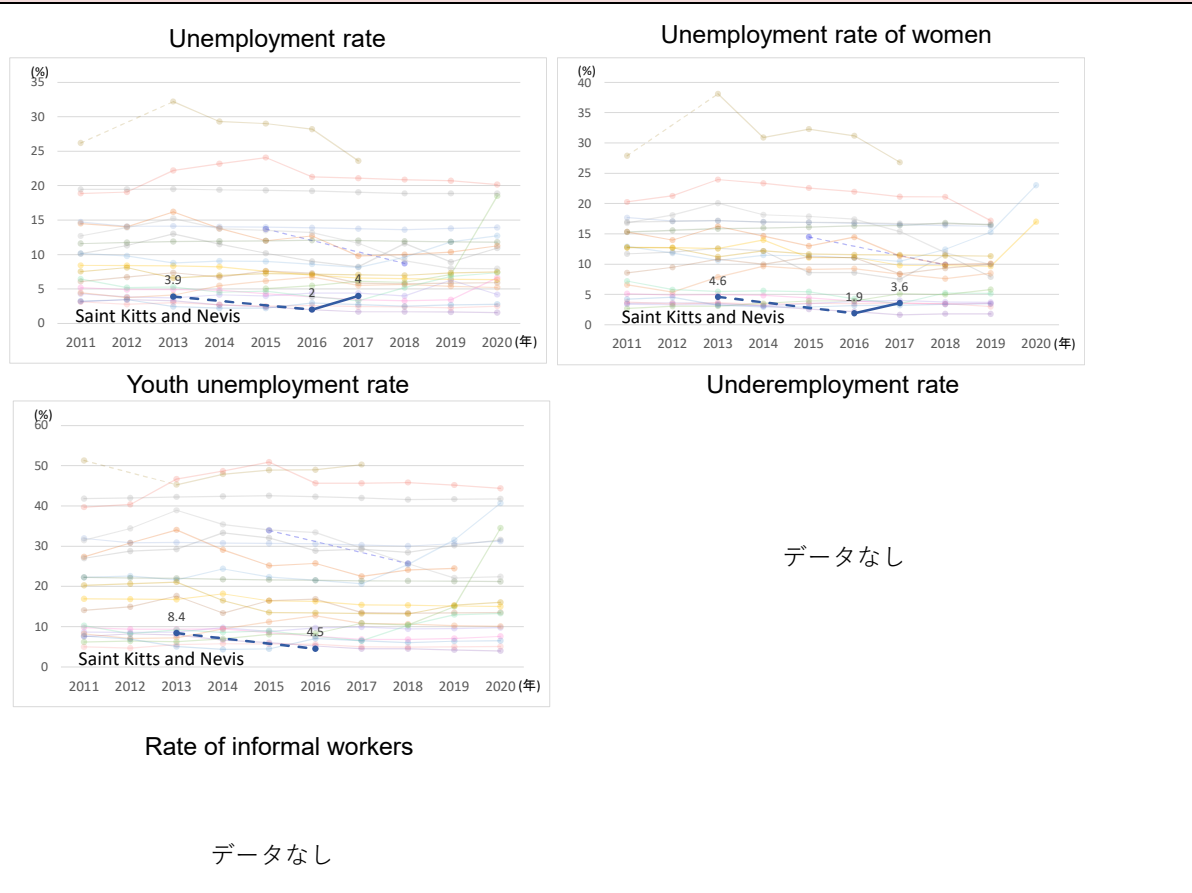 Unemployment rate
(%)
35
30
25
20
15
10
5
0
3.9
2
4
Saint Kitts and Nevis
2011 2012 2013 2014 2015 2016 2017 2018 2019 2020 (年)
Unemployment rate of women
(%)
40
35
30
25
20
15
10
5
0
4.6
1.9
3.6
Saint Kitts and Nevis
2011 2012 2013 2014 2015 2016 2017 2018 2019 2020 (年)
Youth unemployment rate
(%)
60
50
40
30
20
10
0
8.4
4.5
Saint Kitts and Nevis
2011 2012 2013 2014 2015 2016 2017 2018 2019 2020 (年)
Underemployment rate
データなし
Rate of informal workers
データなし